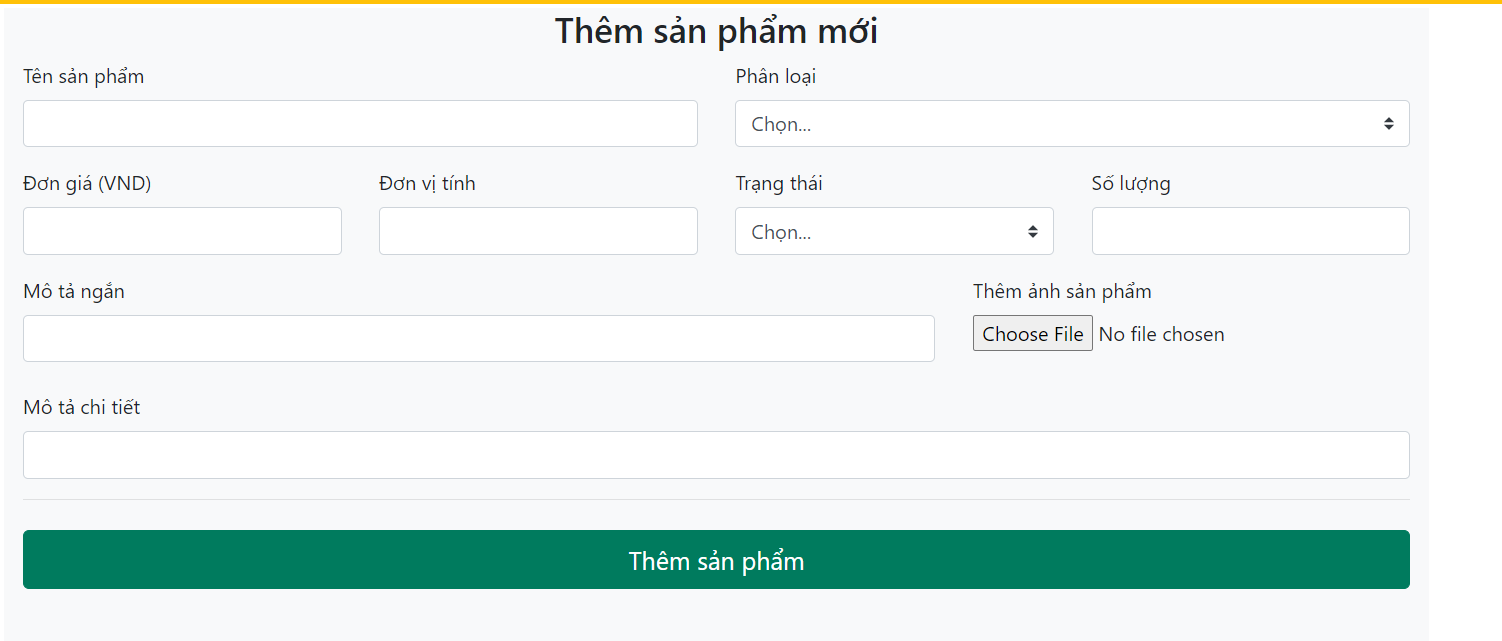 Thêm sản phẩm mới
Tên sản phẩm
Phân loại
Chọn...
Đơn giá (VND)
Đơn vị tính
Trạng thái
Số lượng
Chọn...
Mô tả ngắn
Thêm ảnh sản phẩm
Choose File No file chosen
Mô tả chi tiết
Thêm sản phẩm